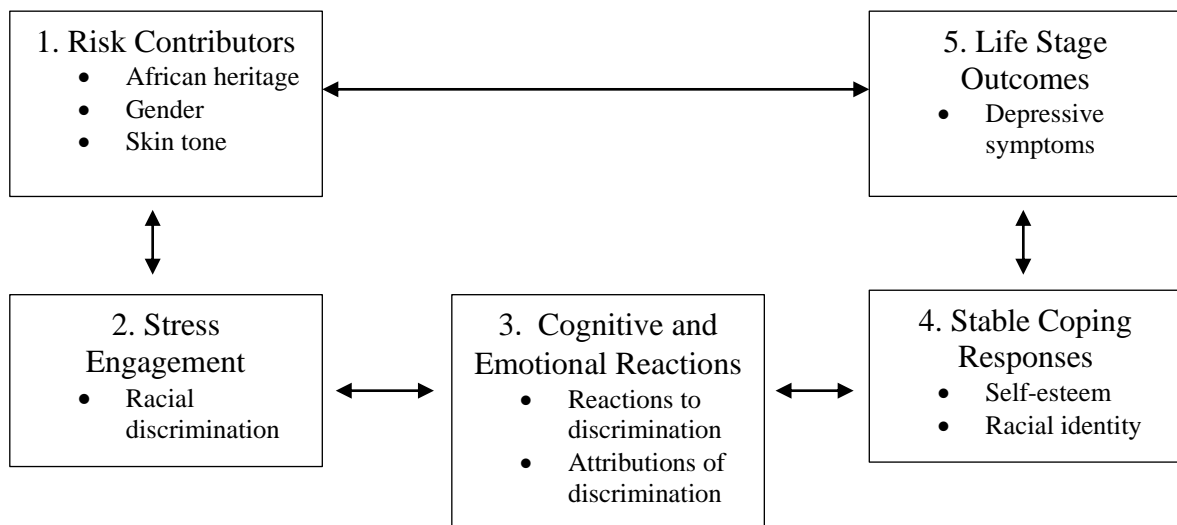 1. Risk Contributors
• African heritage
• Gender
• Skin tone
5. Life Stage
Outcomes
• Depressive
symptoms
2. Stress
Engagement
• Racial
discrimination
3. Cognitive and
Emotional Reactions
• Reactions to
discrimination
• Attributions of
discrimination
4. Stable Coping
Responses
• Self-esteem
• Racial identity